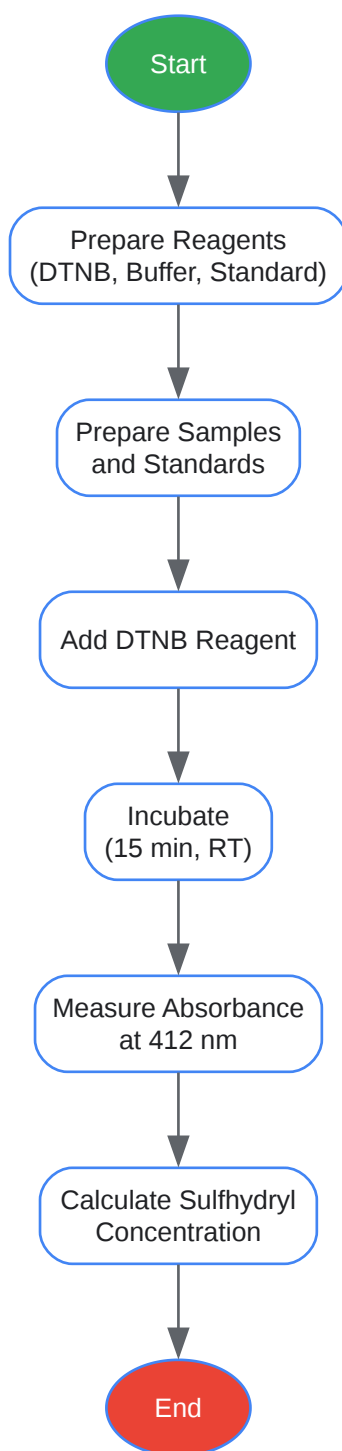 Start
Prepare Reagents
(DTNB, Buffer, Standard)
Prepare Samples
and Standards
Add DTNB Reagent
Incubate
(15 min, RT)
Measure Absorbance
at 412 nm
Calculate Sulfhydryl
Concentration
End